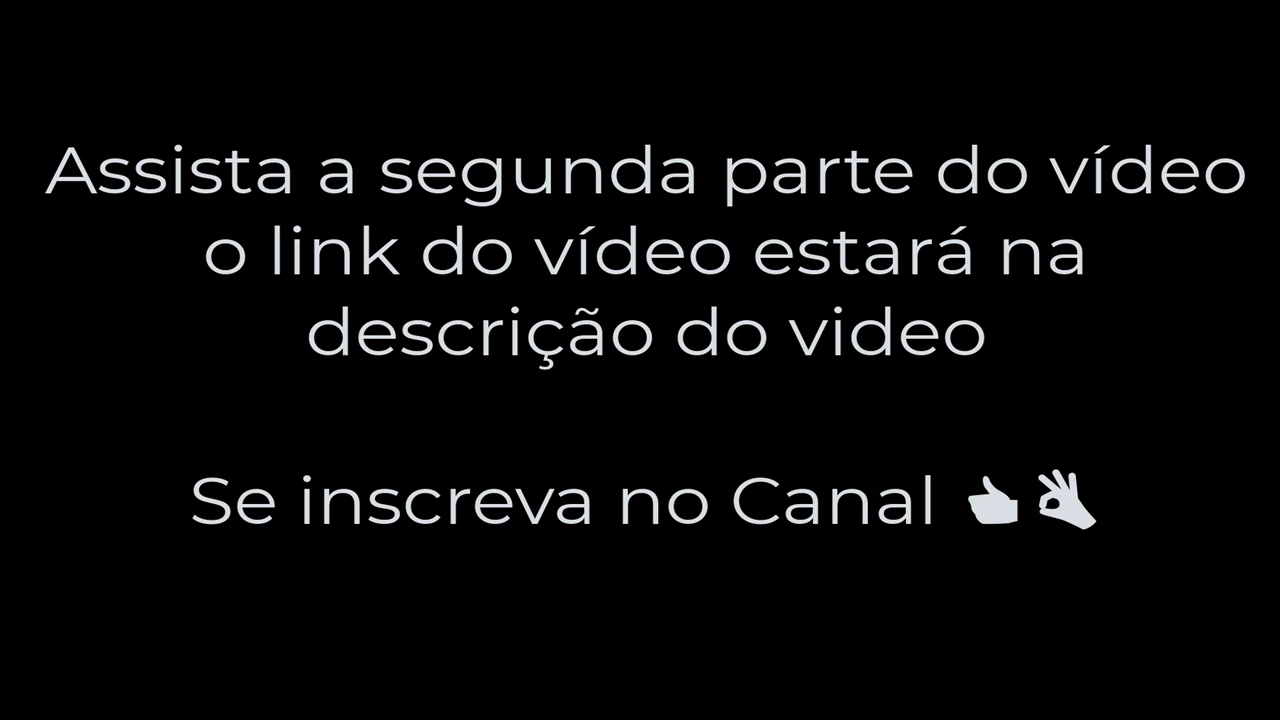 Assista a segunda parte do vídeo
o link do vídeo estará na
descrição do video
Se inscreva no Canal 👍👌